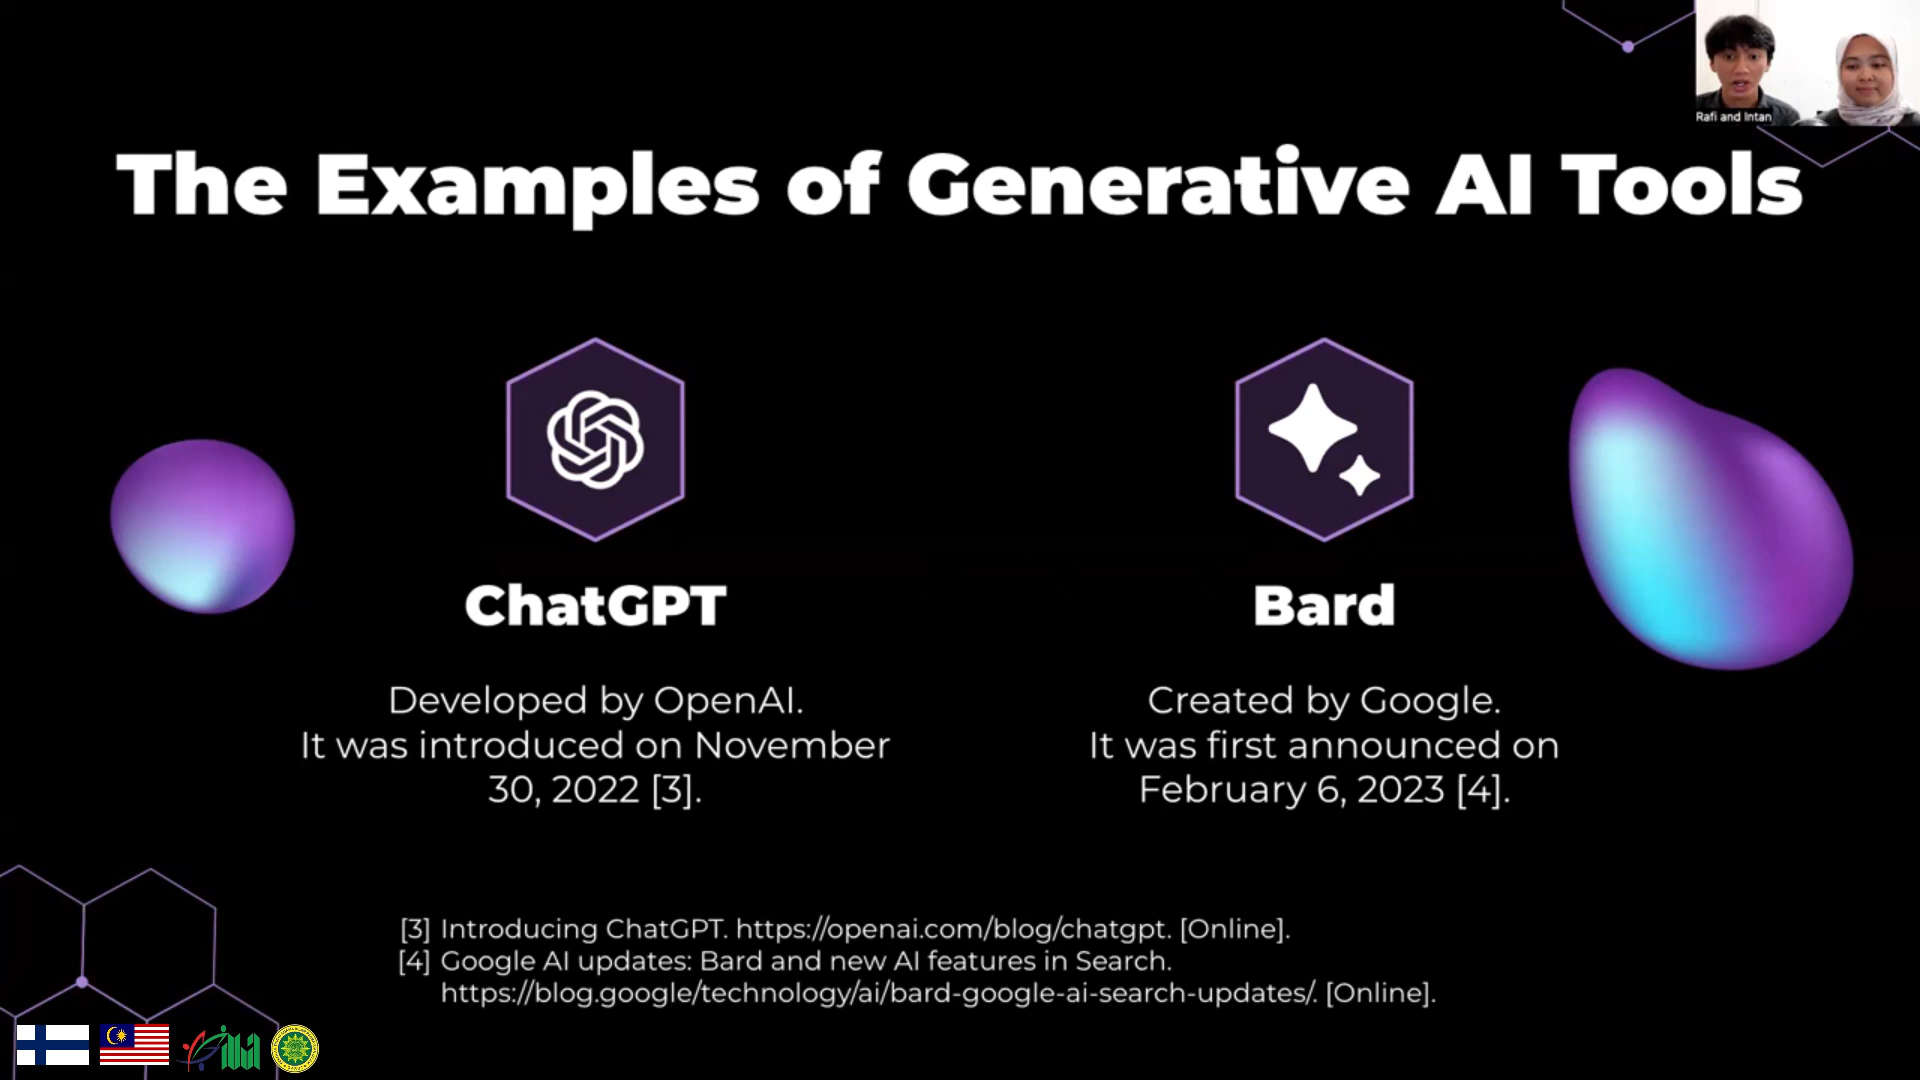 Rafi and Intan
The Examples of Generative AI Tools
ChatGPT
Developed by OpenAI.
It was introduced on November
30, 2022 [3].
Bard
Created by Google.
It was first announced on
February 6, 2023 [4].
[3] Introducing ChatGPT. https://openai.com/blog/chatgpt. [Online].
[4] Google AI updates: Bard and new AI features in Search.
https://blog.google/technology/ai/bard-google-ai-search-updates/. [Online].